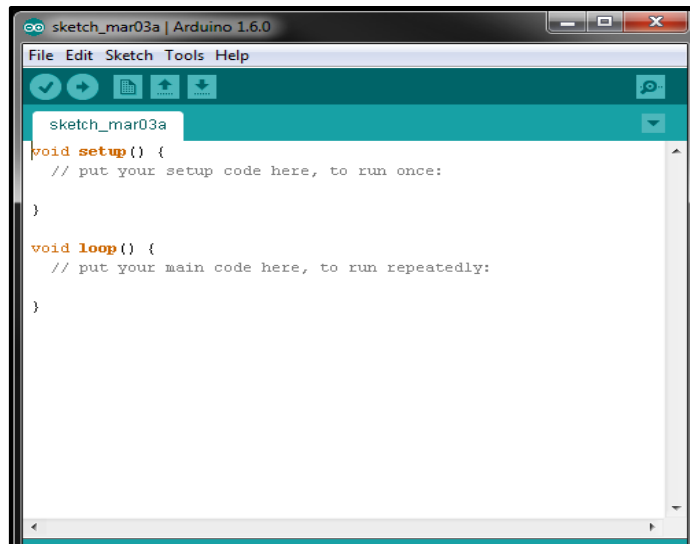 sketch_mar03a | Arduino 1.6.0
File Edit Sketch Tools Help
sketch_mar03a
void setup() {
  // put your setup code here, to run once:
}
void loop() {
  // put your main code here, to run repeatedly:
}